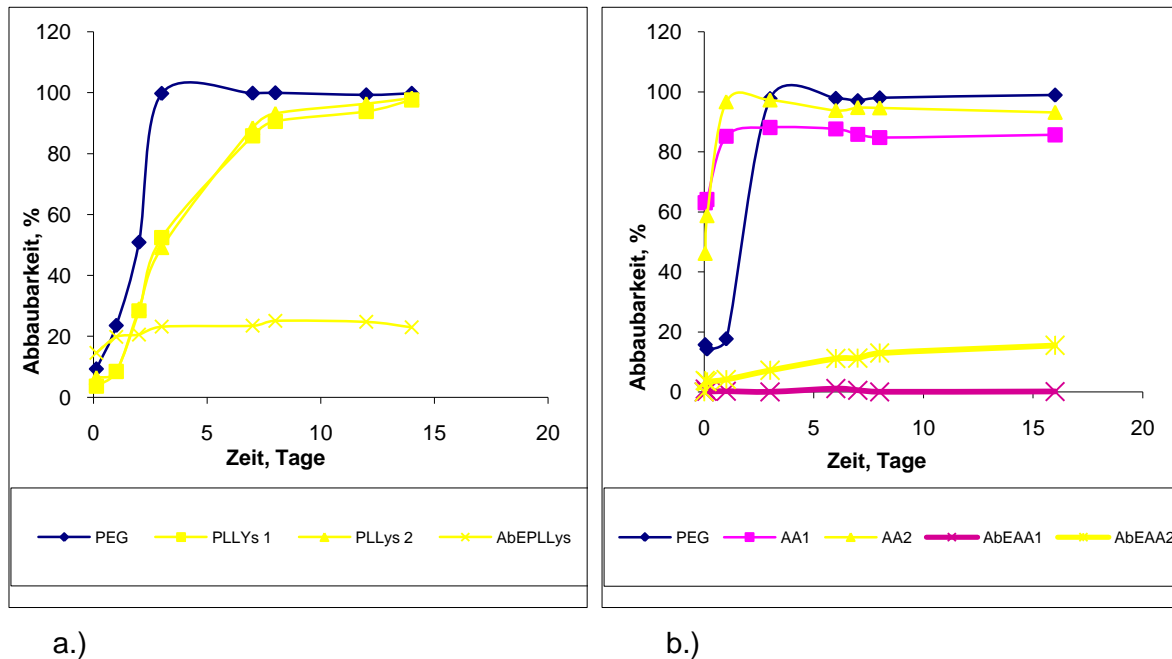 120
100
80
60
40
20
0
Abbaubarkeit, %
0 5 10 15 20
Zeit, Tage
PEG PLLYs 1 PLLys 2 AbEPLLys
a.)
120
100
80
60
40
20
0
Abbaubarkeit, %
0 5 10 15 20
Zeit, Tage
PEG AA1 AA2 AbEAA1 AbEAA2
b.)